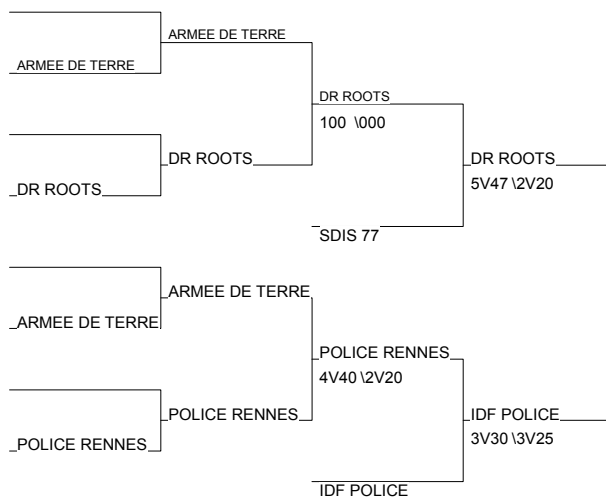 ARMEE DE TERRE
ARMEE DE TERRE
DR ROOTS
100 \000
DR ROOTS
DR ROOTS
5V47 \2V20
DR ROOTS
SDIS 77
ARMEE DE TERRE
ARMEE DE TERRE
POLICE RENNES
4V40 \2V20
POLICE RENNES
IDF POLICE
3V30 \3V25
POLICE RENNES
IDF POLICE